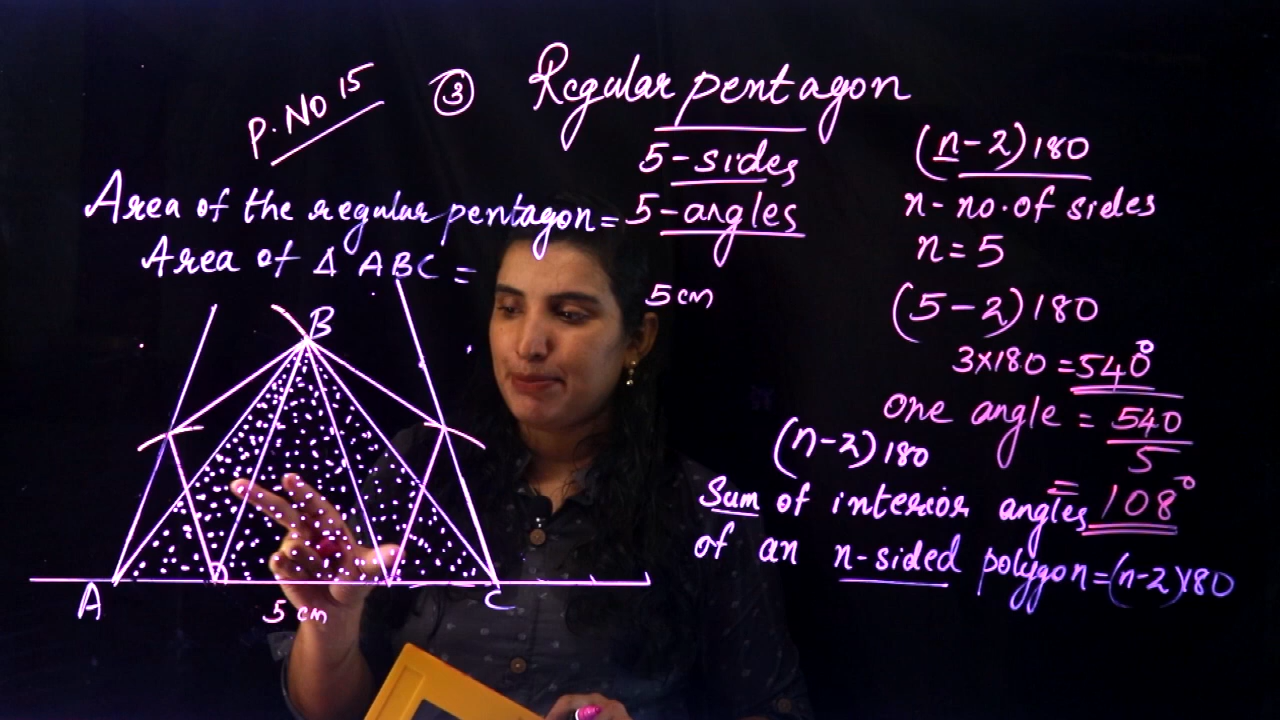 P.NO 15
③ Regular pentagon
5-sides
5-angles
(n-2)180
n-no.of sides
n=5
(5-2)180
3×180 =540°
one angle = 540
5
= 108°
Area of the regular pentagon=
Area of Δ ABC =
5 cm
B
A
C
5 cm
(n-2)180
Sum of interior angles
of an n-sided polygon=(n-2)180